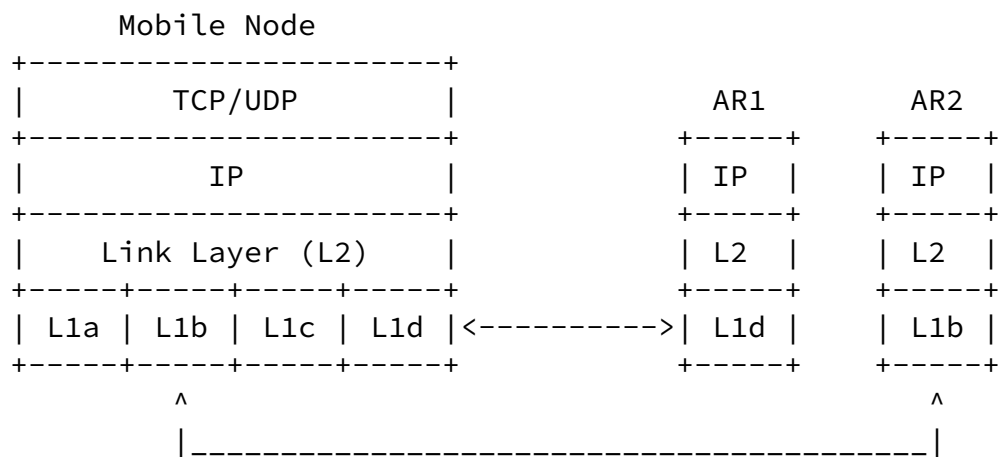 Mobile Node
TCP/UDP AR1 AR2
IP IP IP
Link Layer (L2) L2 L2
L1a L1b L1c L1d L1d L1b